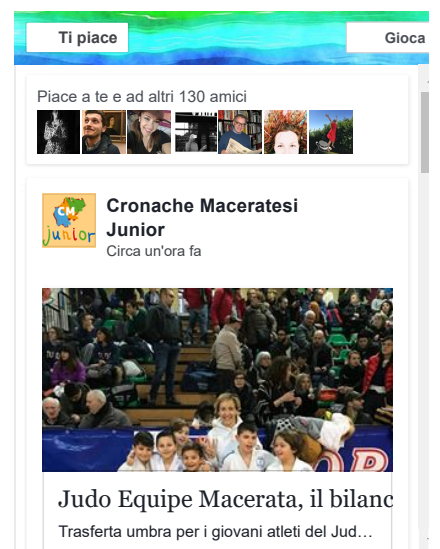 Ti piace
Gioca
Piace a te e ad altri 130 amici
CM
junior
Cronache Maceratesi
Junior
Circa un'ora fa
Judo Equipe Macerata, il bilanc
Trasferta umbra per i giovani atleti del Jud…